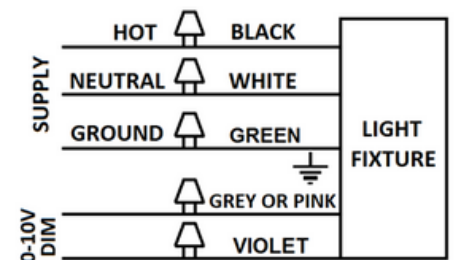 HOT BLACK
NEUTRAL WHITE
SUPPLY
GROUND GREEN
LIGHT
FIXTURE
GREY OR PINK
0-10V
DIM
VIOLET